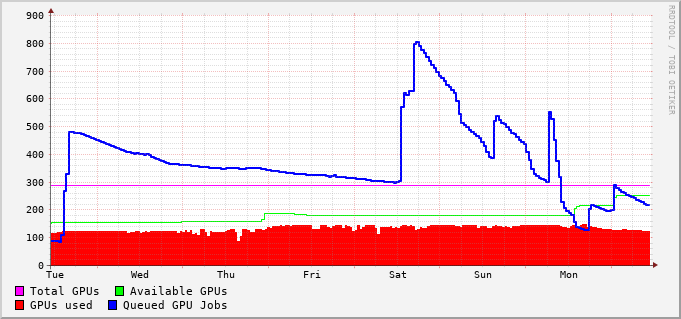 900
800
700
600
500
400
300
200
100
0
Tue Wed Thu Fri Sat Sun Mon
Total GPUs Available GPUs
GPUs used Queued GPU Jobs
RRDTOOL / TOBI OETIKER